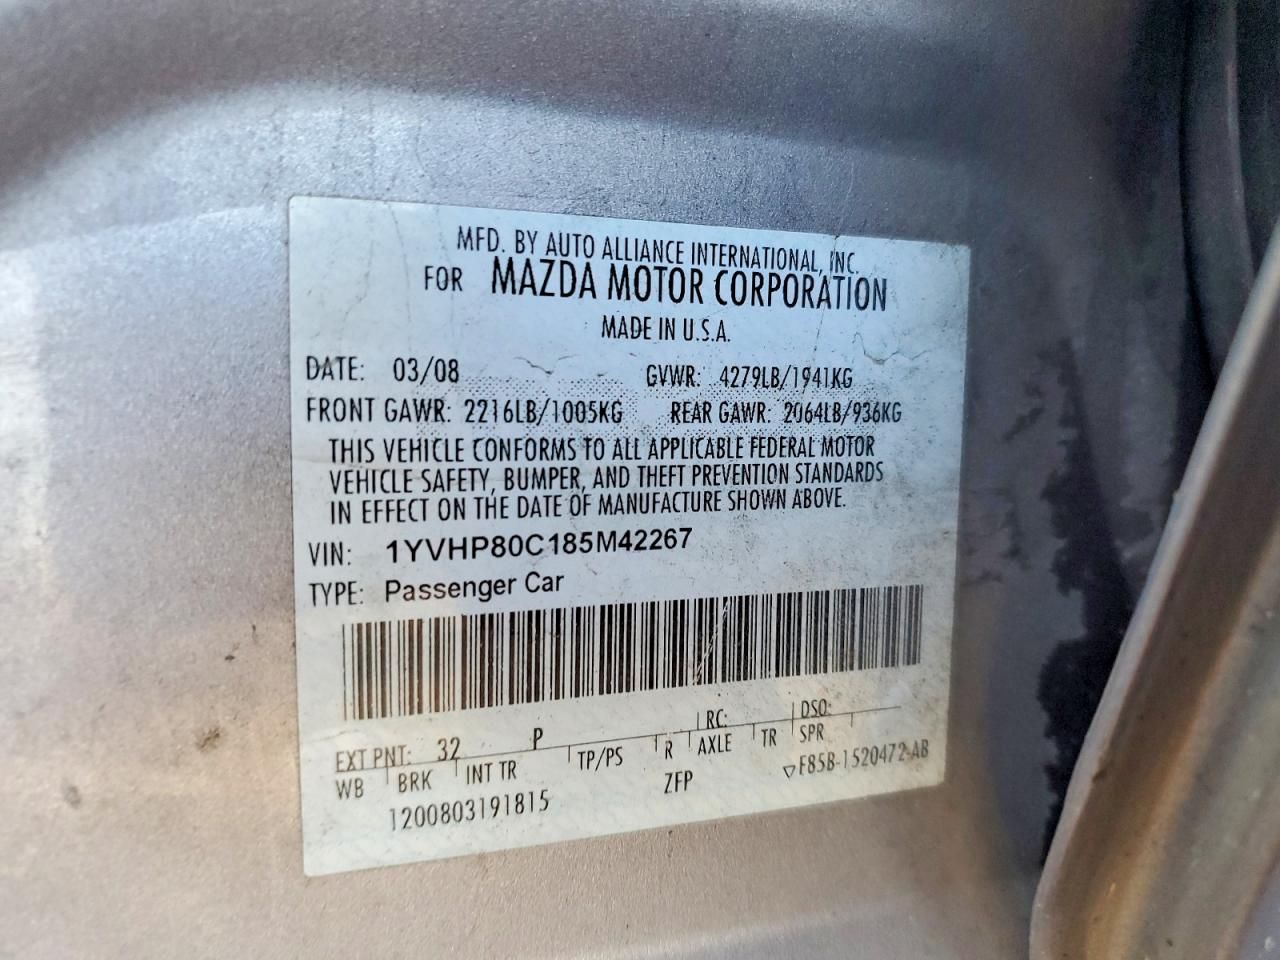 MFD. BY AUTO ALLIANCE INTERNATIONAL, INC.
FOR MAZDA MOTOR CORPORATION
MADE IN U.S.A.
DATE: 03/08 GVWR: 4279LB/1941KG
FRONT GAWR: 2216LB/1005KG REAR GAWR: 2064LB/936KG
THIS VEHICLE CONFORMS TO ALL APPLICABLE FEDERAL MOTOR
VEHICLE SAFETY, BUMPER, AND THEFT PREVENTION STANDARDS
IN EFFECT ON THE DATE OF MANUFACTURE SHOWN ABOVE.
VIN: 1YVHP80C185M42267
TYPE: Passenger Car
EXT PNT: 32 P RC: DSO:
WB BRK INT TR TP/PS R AXLE TR SPR
1200803191815 ZFP ▽F85B-1520472-AB